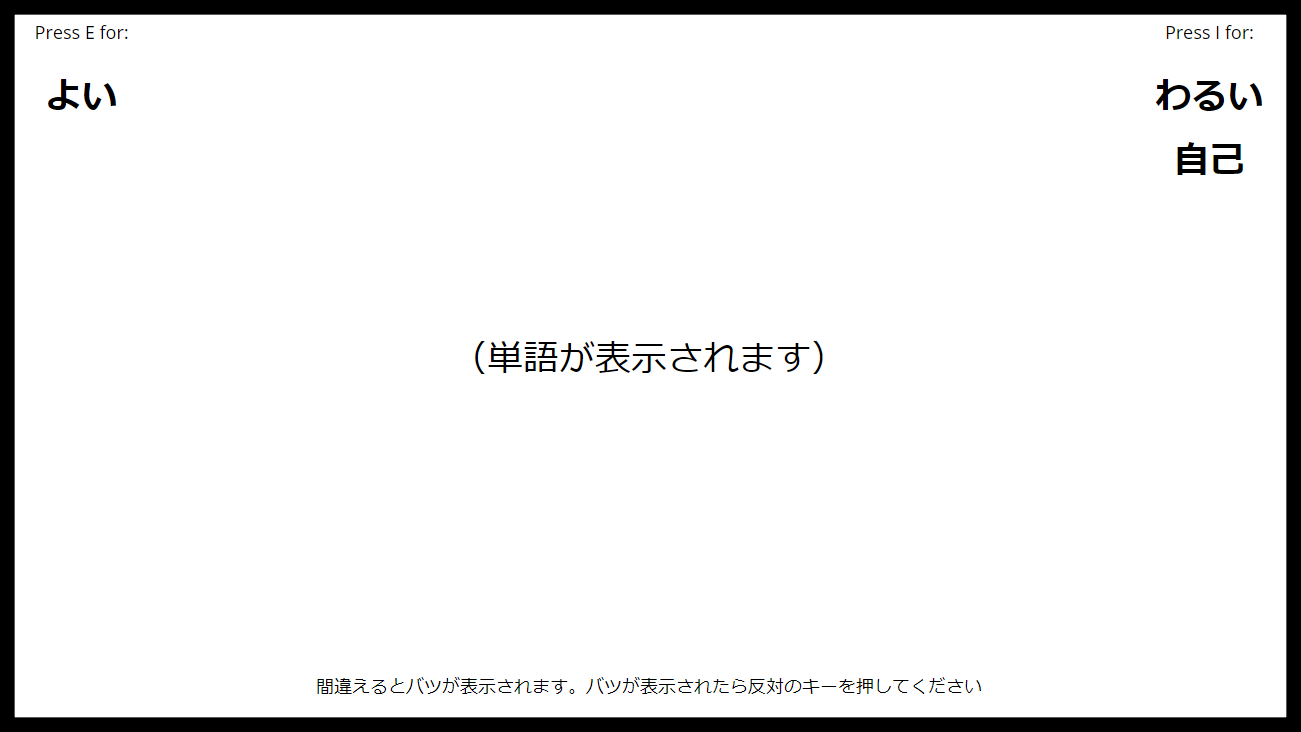 Press E for:
Press I for:
よい
わるい
自己
（単語が表示されます）
間違えるとバツが表示されます。バツが表示されたら反対のキーを押してください